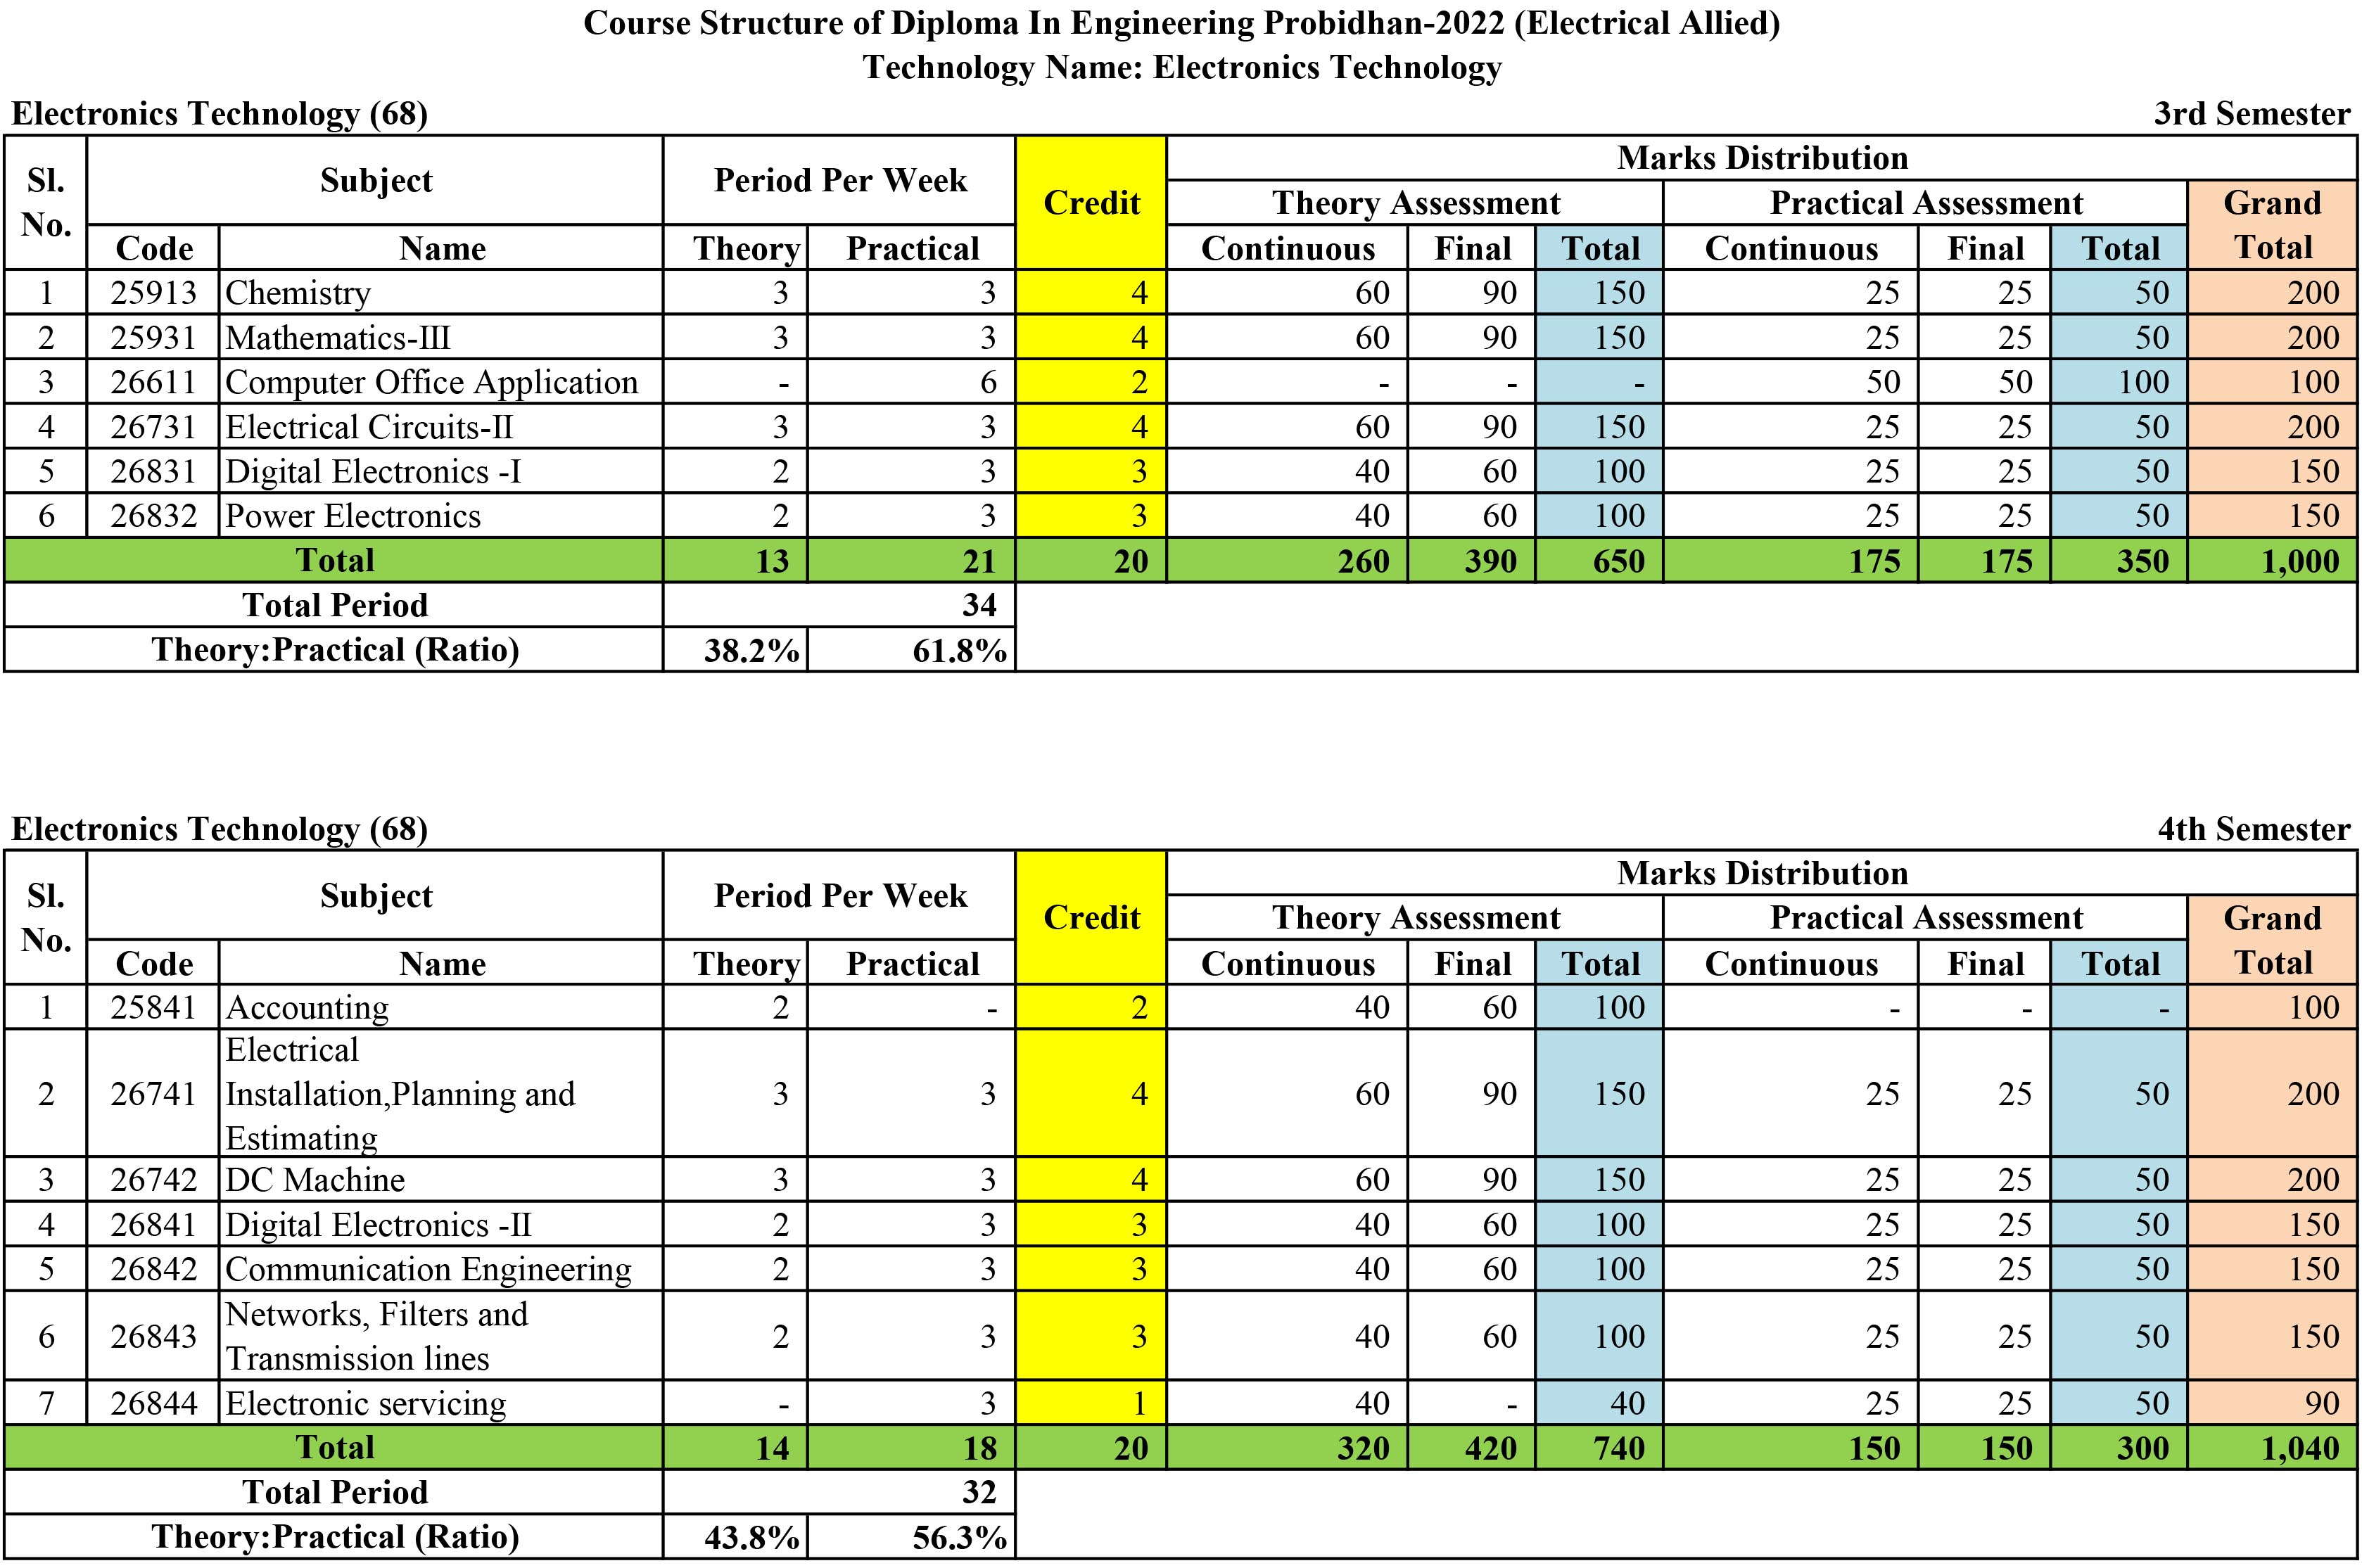 Course Structure of Diploma In Engineering Probidhan-2022 (Electrical Allied)
Technology Name: Electronics Technology
Electronics Technology (68) 3rd Semester
Sl. No. Subject Period Per Week Credit Marks Distribution
Theory Assessment Practical Assessment Grand Total
Code Name Theory Practical Continuous Final Total Continuous Final Total
1 25913 Chemistry 3 3 4 60 90 150 25 25 50 200
2 25931 Mathematics-III 3 3 4 60 90 150 25 25 50 200
3 26611 Computer Office Application - 6 2 - - - 50 50 100 100
4 26731 Electrical Circuits-II 3 3 4 60 90 150 25 25 50 200
5 26831 Digital Electronics -I 2 3 3 40 60 100 25 25 50 150
6 26832 Power Electronics 2 3 3 40 60 100 25 25 50 150
Total 13 21 20 260 390 650 175 175 350 1,000
Total Period 34
Theory:Practical (Ratio) 38.2% 61.8%
Electronics Technology (68) 4th Semester
Sl. No. Subject Period Per Week Credit Marks Distribution
Theory Assessment Practical Assessment Grand Total
Code Name Theory Practical Continuous Final Total Continuous Final Total
1 25841 Accounting 2 - 2 40 60 100 - - - 100
2 26741 Electrical Installation,Planning and Estimating 3 3 4 60 90 150 25 25 50 200
3 26742 DC Machine 3 3 4 60 90 150 25 25 50 200
4 26841 Digital Electronics -II 2 3 3 40 60 100 25 25 50 150
5 26842 Communication Engineering 2 3 3 40 60 100 25 25 50 150
6 26843 Networks, Filters and Transmission lines 2 3 3 40 60 100 25 25 50 150
7 26844 Electronic servicing - 3 1 40 - 40 25 25 50 90
Total 14 18 20 320 420 740 150 150 300 1,040
Total Period 32
Theory:Practical (Ratio) 43.8% 56.3%